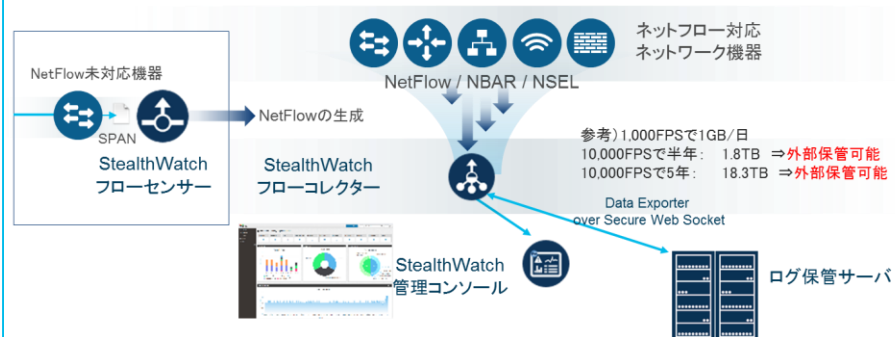 ネットフロー対応
ネットワーク機器
NetFlow未対応機器
NetFlow / NBAR / NSEL
NetFlowの生成
SPAN
StealthWatch
フローセンサー
StealthWatch
フローコレクター
参考）1,000FPSで1GB/日
10,000FPSで半年： 1.8TB ⇒外部保管可能
10,000FPSで5年： 18.3TB ⇒外部保管可能
Data Exporter
over Secure Web Socket
StealthWatch
管理コンソール
ログ保管サーバ